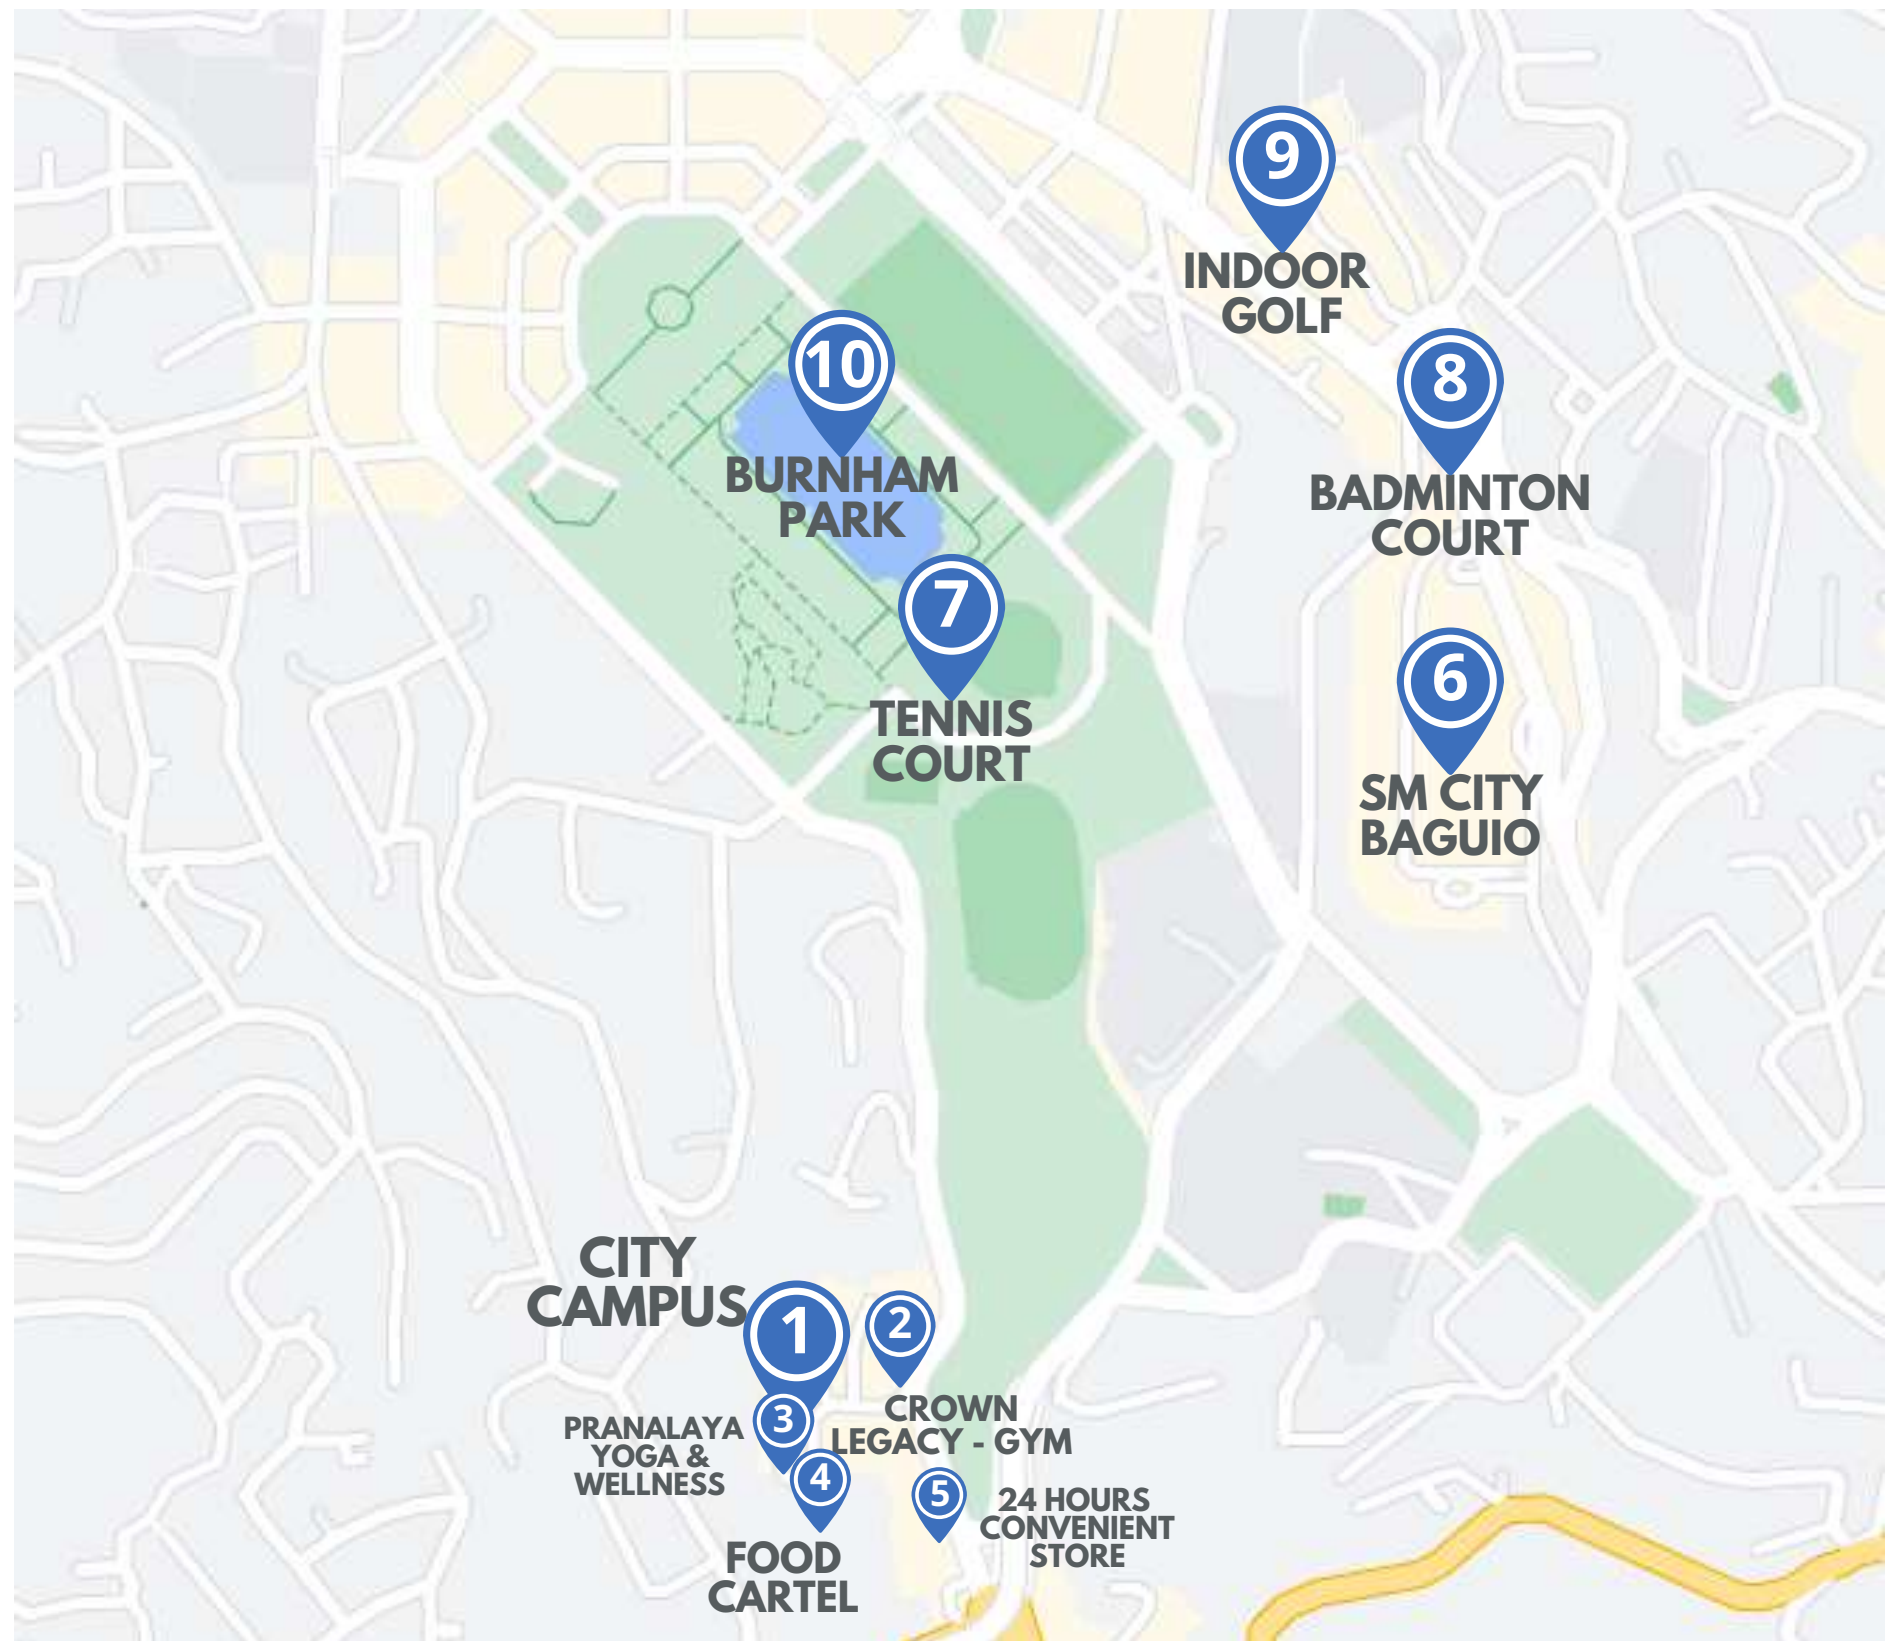 9
INDOOR
GOLF
10
BURNHAM
PARK
8
BADMINTON
COURT
7
TENNIS
COURT
6
SM CITY
BAGUIO
CITY
CAMPUS
1
2
CROWN
LEGACY - GYM
3
PRANALAYA
YOGA &
WELLNESS
4
FOOD
CARTEL
5
24 HOURS
CONVENIENT
STORE